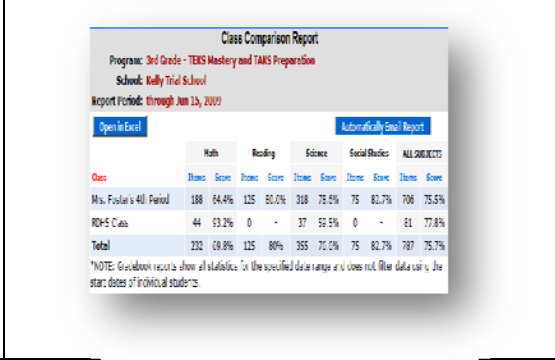 Class Comparison Report
Program: 3rd Grade - TEKS Mastery and TAKS Preparation
School: Kelly Trial School
Report Period: through Jun 15, 2009
Open in Excel Automatically Email Report
Math Reading Science Social Studies ALL SUBJECTS
Class Items Score Items Score Items Score Items Score Items Score
Mrs. Foster's 4th Period 188 64.4% 125 80.0% 318 75 82.7% 706 75.5%
RDHS Class 44 93.2% 0 - 37 59.5% 0 - 81 77.8%
Total 232 69.8% 125 80% 355 75 82.7% 787 75.7%
*NOTE: Gradebook reports show all statistics for the specified date range and does not filter data using the
start dates of individual students.